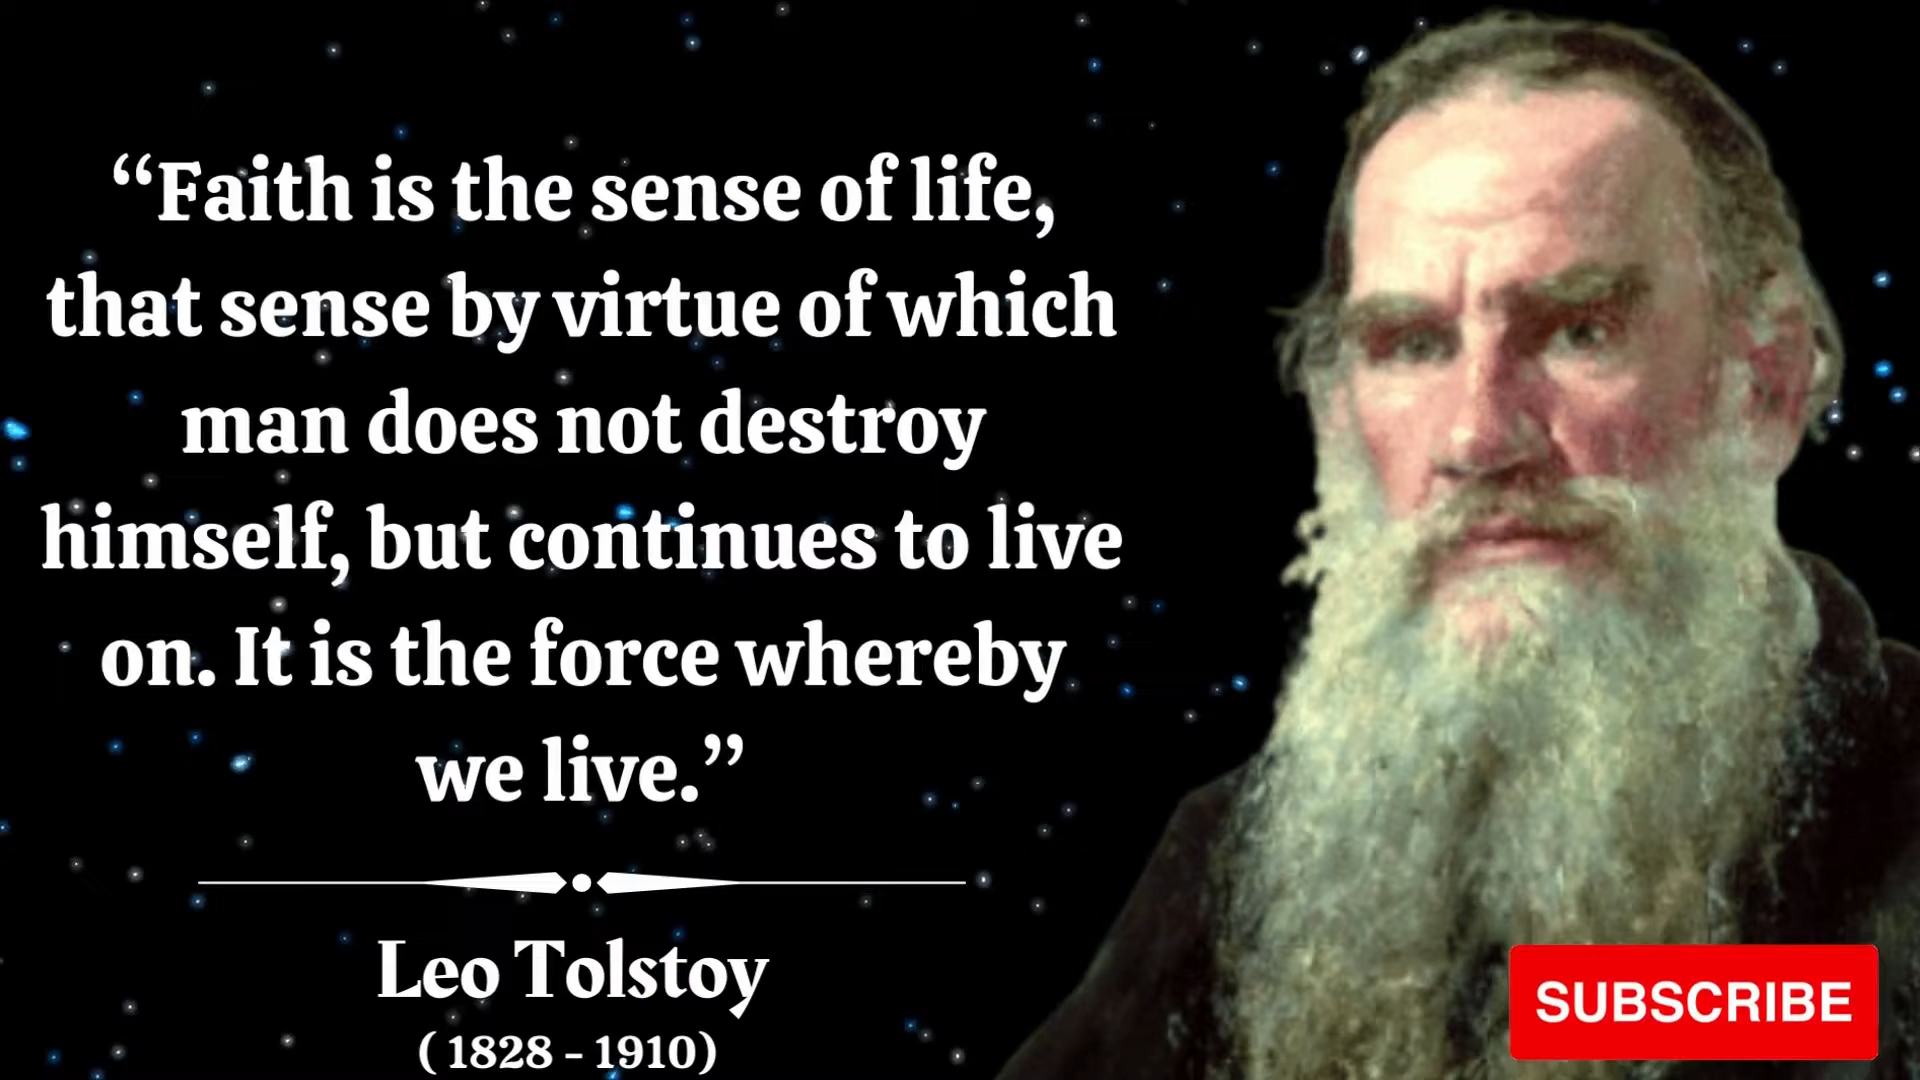 “Faith is the sense of life,
that sense by virtue of which
man does not destroy
himself, but continues to live
on. It is the force whereby
we live.”
Leo Tolstoy
( 1828 - 1910)
SUBSCRIBE